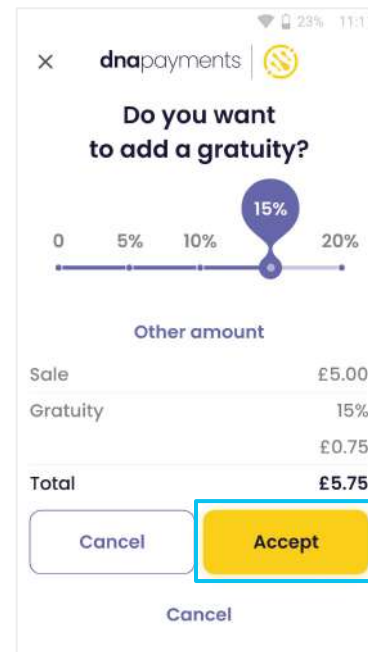 23% 11:1
× dnapayments
Do you want
to add a gratuity?
15%
0 5% 10% 20%
Other amount
Sale £5.00
Gratuity 15%
£0.75
Total £5.75
Cancel Accept
Cancel